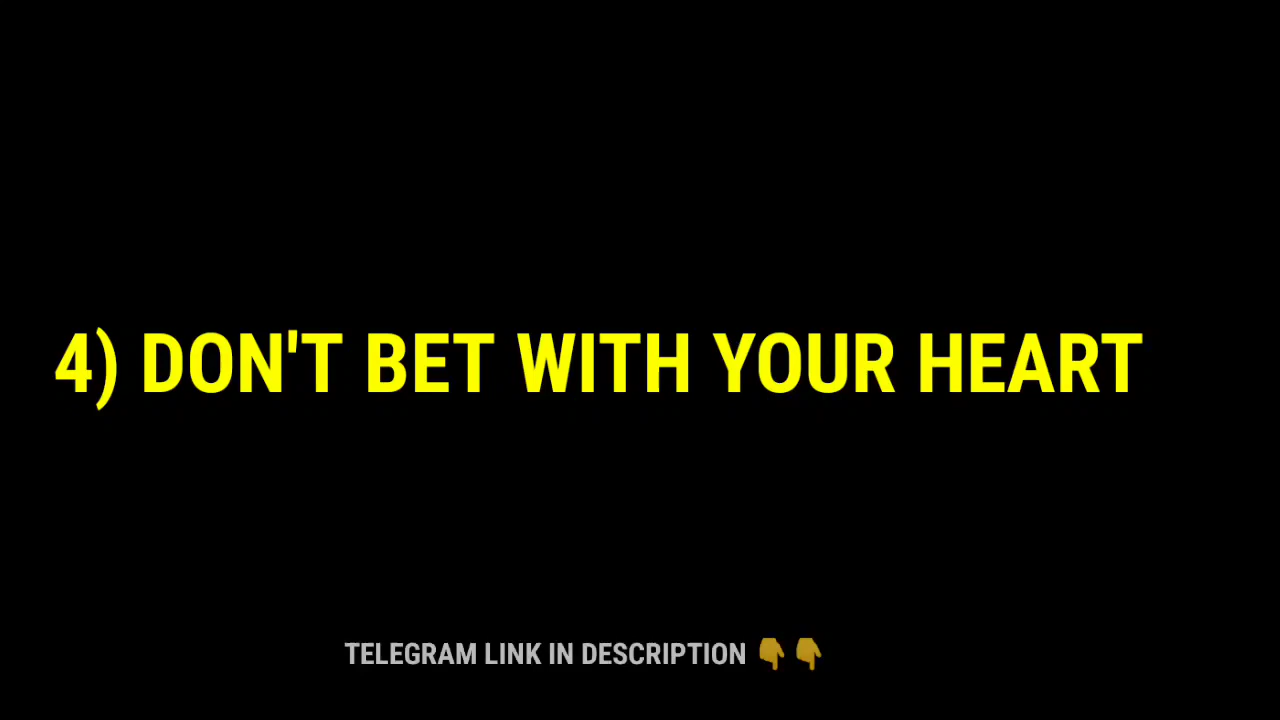 4) DON'T BET WITH YOUR HEART
TELEGRAM LINK IN DESCRIPTION 👇👇